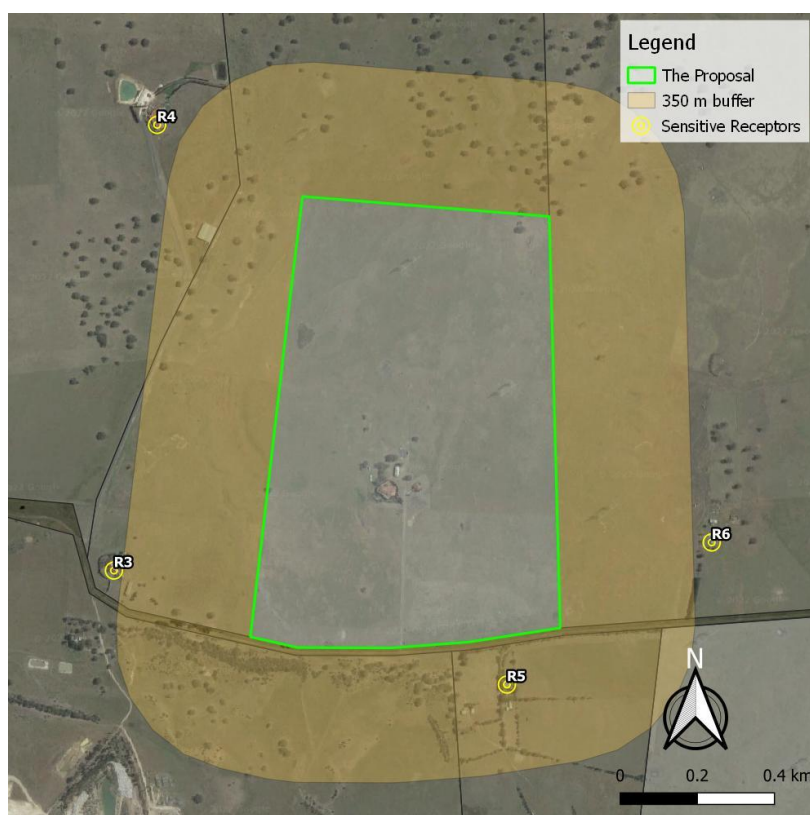 Legend
The Proposal
350 m buffer
Sensitive Receptors
R4
R3
R6
R5
N
0 0.2 0.4 km